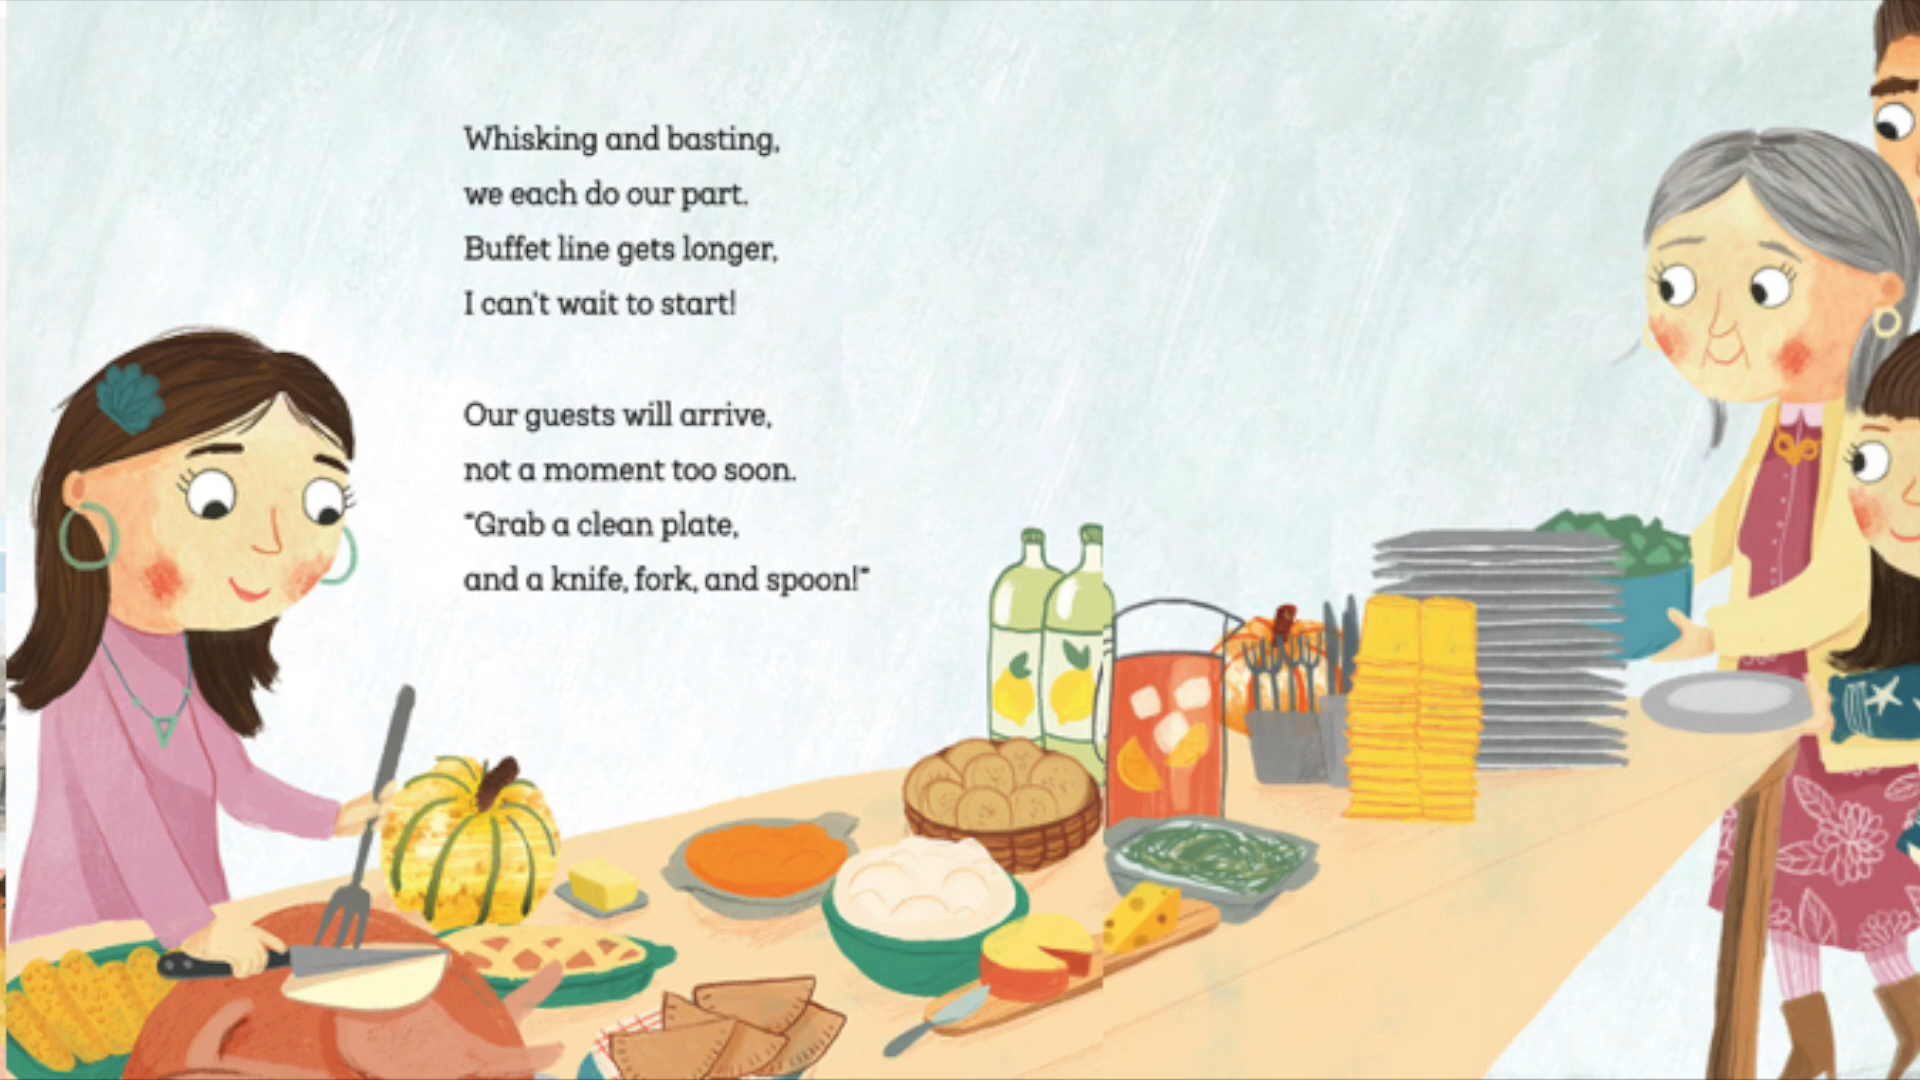 Whisking and basting,
we each do our part.
Buffet line gets longer,
I can't wait to start!
Our guests will arrive,
not a moment too soon.
"Grab a clean plate,
and a knife, fork, and spoon!"